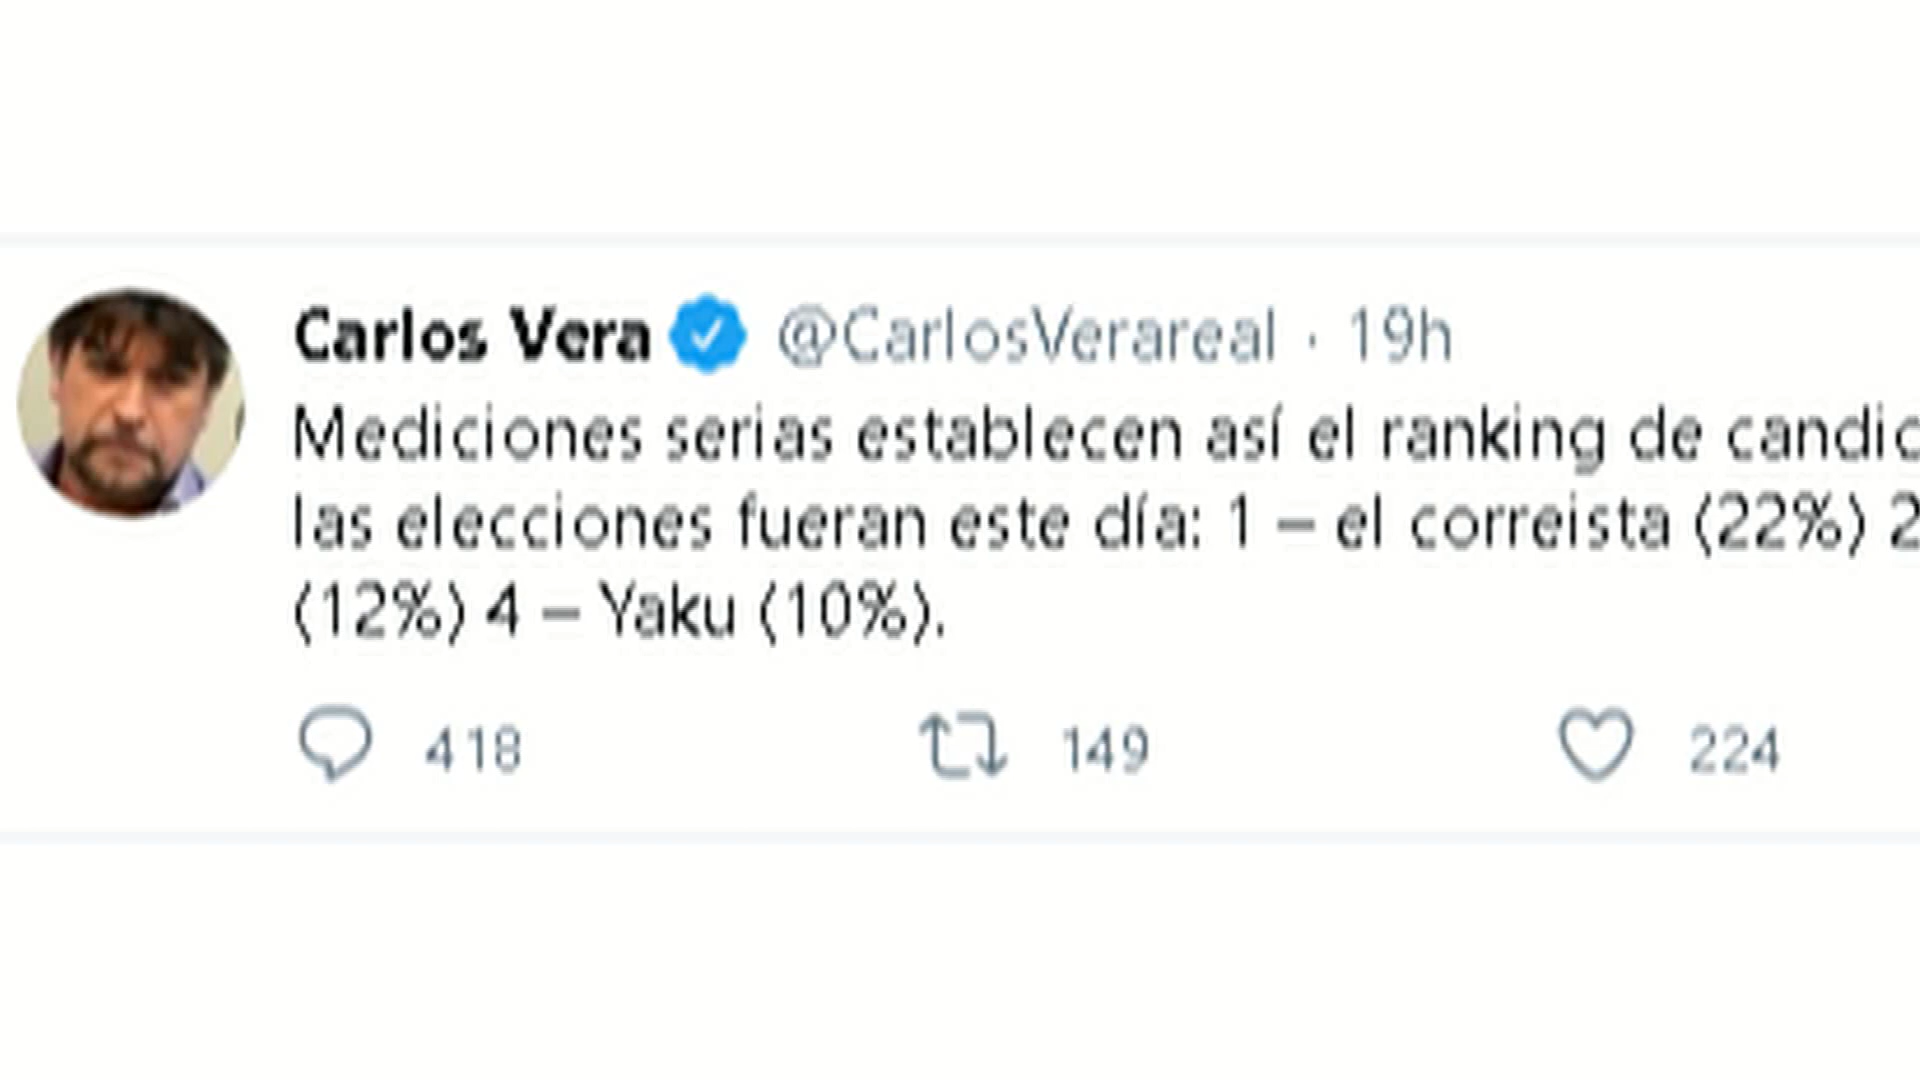 Carlos Vera @CarlosVerareal · 19h
Mediciones serias establecen así el ranking de
las elecciones fueran este día: 1 – el correista (22%) 2
(12%) 4 – Yaku (10%).
418 149 224